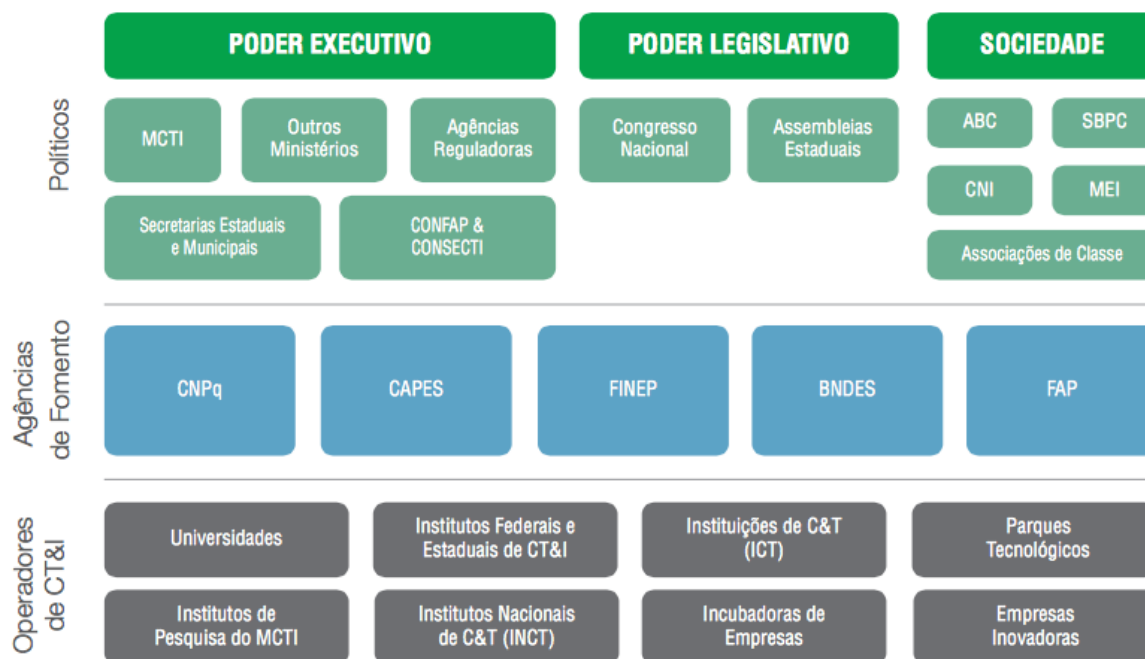 PODER EXECUTIVO
PODER LEGISLATIVO
SOCIEDADE
Políticos
MCTI
Outros
Ministérios
Agências
Reguladoras
Congresso
Nacional
Assembleias
Estaduais
ABC
SBPC
CNI
MEI
Secretarias Estaduais
e Municipais
CONFAP &
CONSECTI
Associações de Classe
Agências
de Fomento
CNPq
CAPES
FINEP
BNDES
FAP
Operadores
de CT&I
Universidades
Institutos Federais e
Estaduais de CT&I
Instituições de C&T
(ICT)
Parques
Tecnológicos
Institutos de
Pesquisa do MCTI
Institutos Nacionais
de C&T (INCT)
Incubadoras de
Empresas
Empresas
Inovadoras